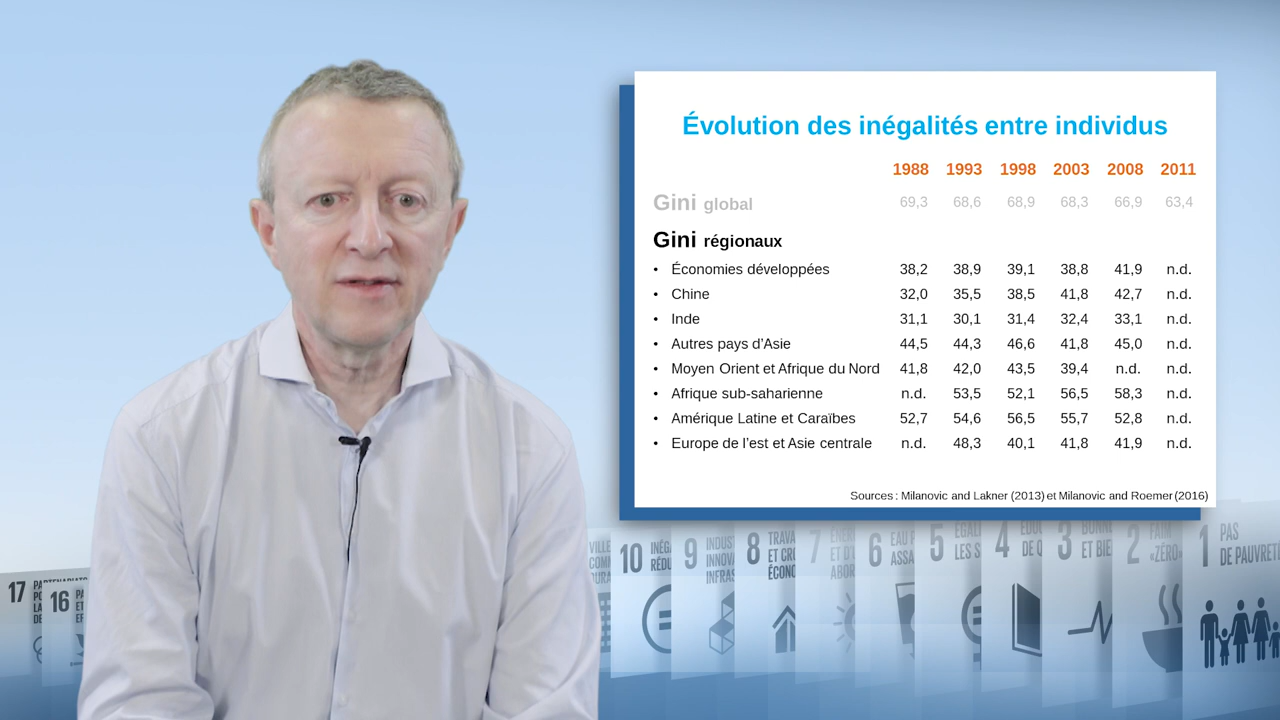 Évolution des inégalités entre individus
1988 1993 1998 2003 2008 2011
Gini global 69,3 68,6 68,9 68,3 66,9 63,4
Gini régionaux
• Économies développées 38,2 38,9 39,1 38,8 41,9 n.d.
• Chine 32,0 35,5 38,5 41,8 42,7 n.d.
• Inde 31,1 30,1 31,4 32,4 33,1 n.d.
• Autres pays d'Asie 44,5 44,3 46,6 41,8 45,0 n.d.
• Moyen Orient et Afrique du Nord 41,8 42,0 43,5 39,4 n.d. n.d.
• Afrique sub-saharienne n.d. 53,5 52,1 56,5 58,3 n.d.
• Amérique Latine et Caraïbes 52,7 54,6 56,5 55,7 52,8 n.d.
• Europe de l'est et Asie centrale n.d. 48,3 40,1 41,8 41,9 n.d.
Sources : Milanovic and Lakner (2013) et Milanovic and Roemer (2016)
17
16
10
9
8
7
6 EAU
5
4
3
2 FAIM
«ZÉRO»
1 PAS
DE PAUVRETÉ